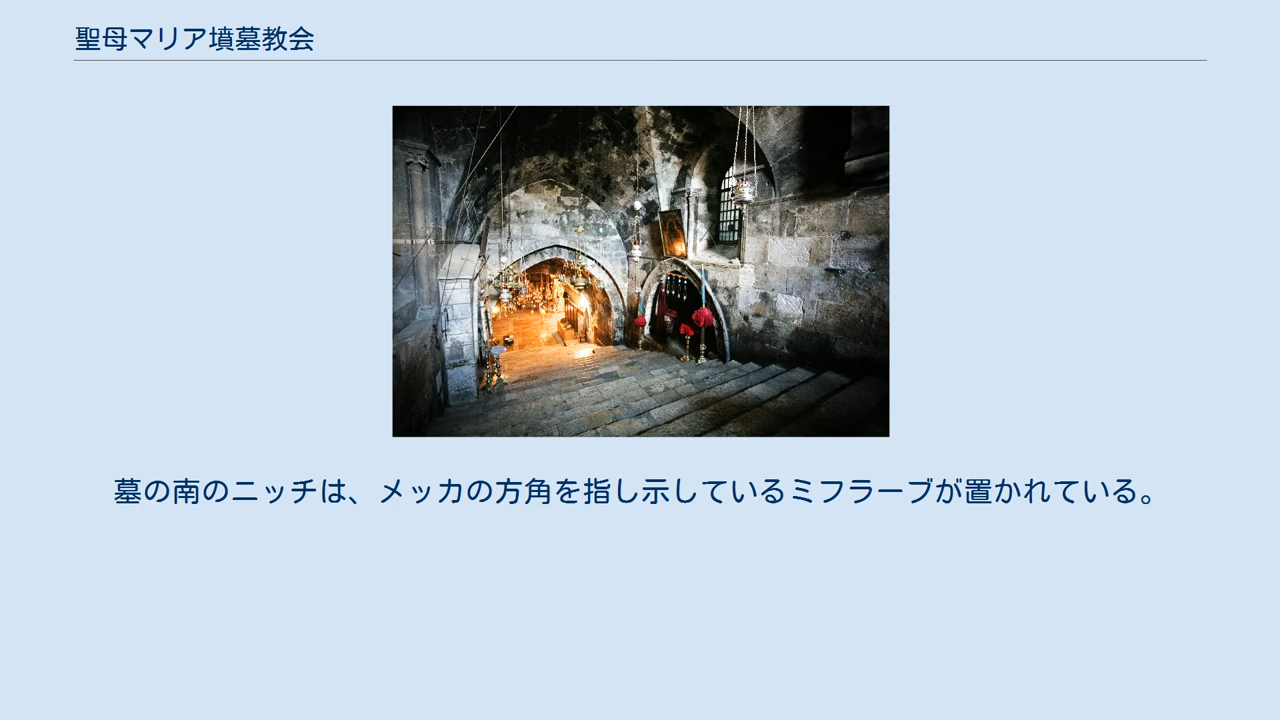 聖母マリア墳墓教会
墓の南のニッチは、メッカの方角を指し示しているミフラーブが置かれている。